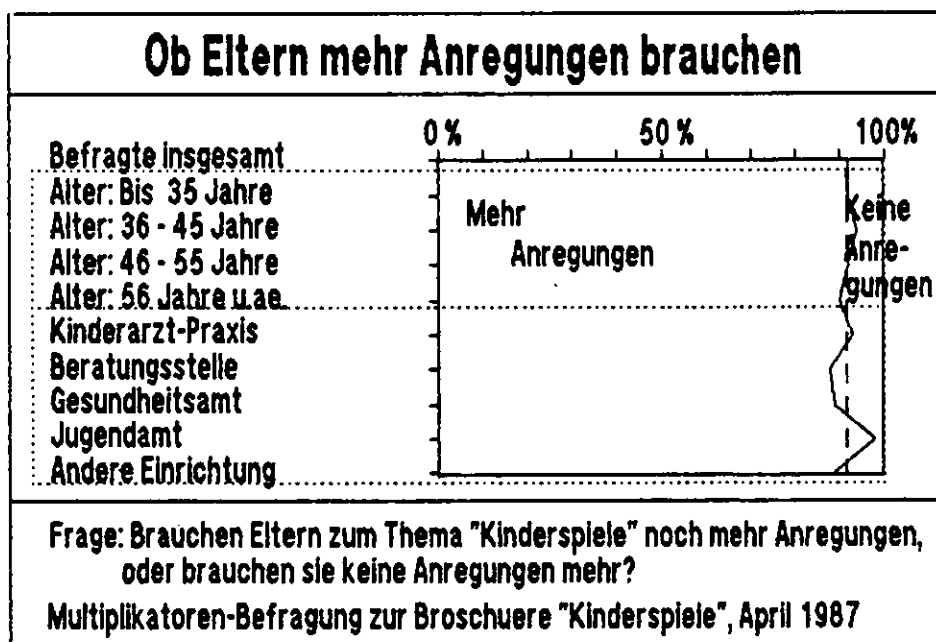 Ob Eltern mehr Anregungen brauchen
0 % 50 % 100%
Befragte insgesamt
Alter: Bis 35 Jahre
Alter: 36 - 45 Jahre
Alter: 46 - 55 Jahre
Alter: 56 Jahre u.ae.
Kinderarzt-Praxis
Beratungsstelle
Gesundheitsamt
Jugendamt
Andere Einrichtung
Mehr
Anregungen
Keine
Anre-
gungen
Frage: Brauchen Eltern zum Thema "Kinderspiele" noch mehr Anregungen,
oder brauchen sie keine Anregungen mehr?
Multiplikatoren-Befragung zur Broschuere "Kinderspiele", April 1987